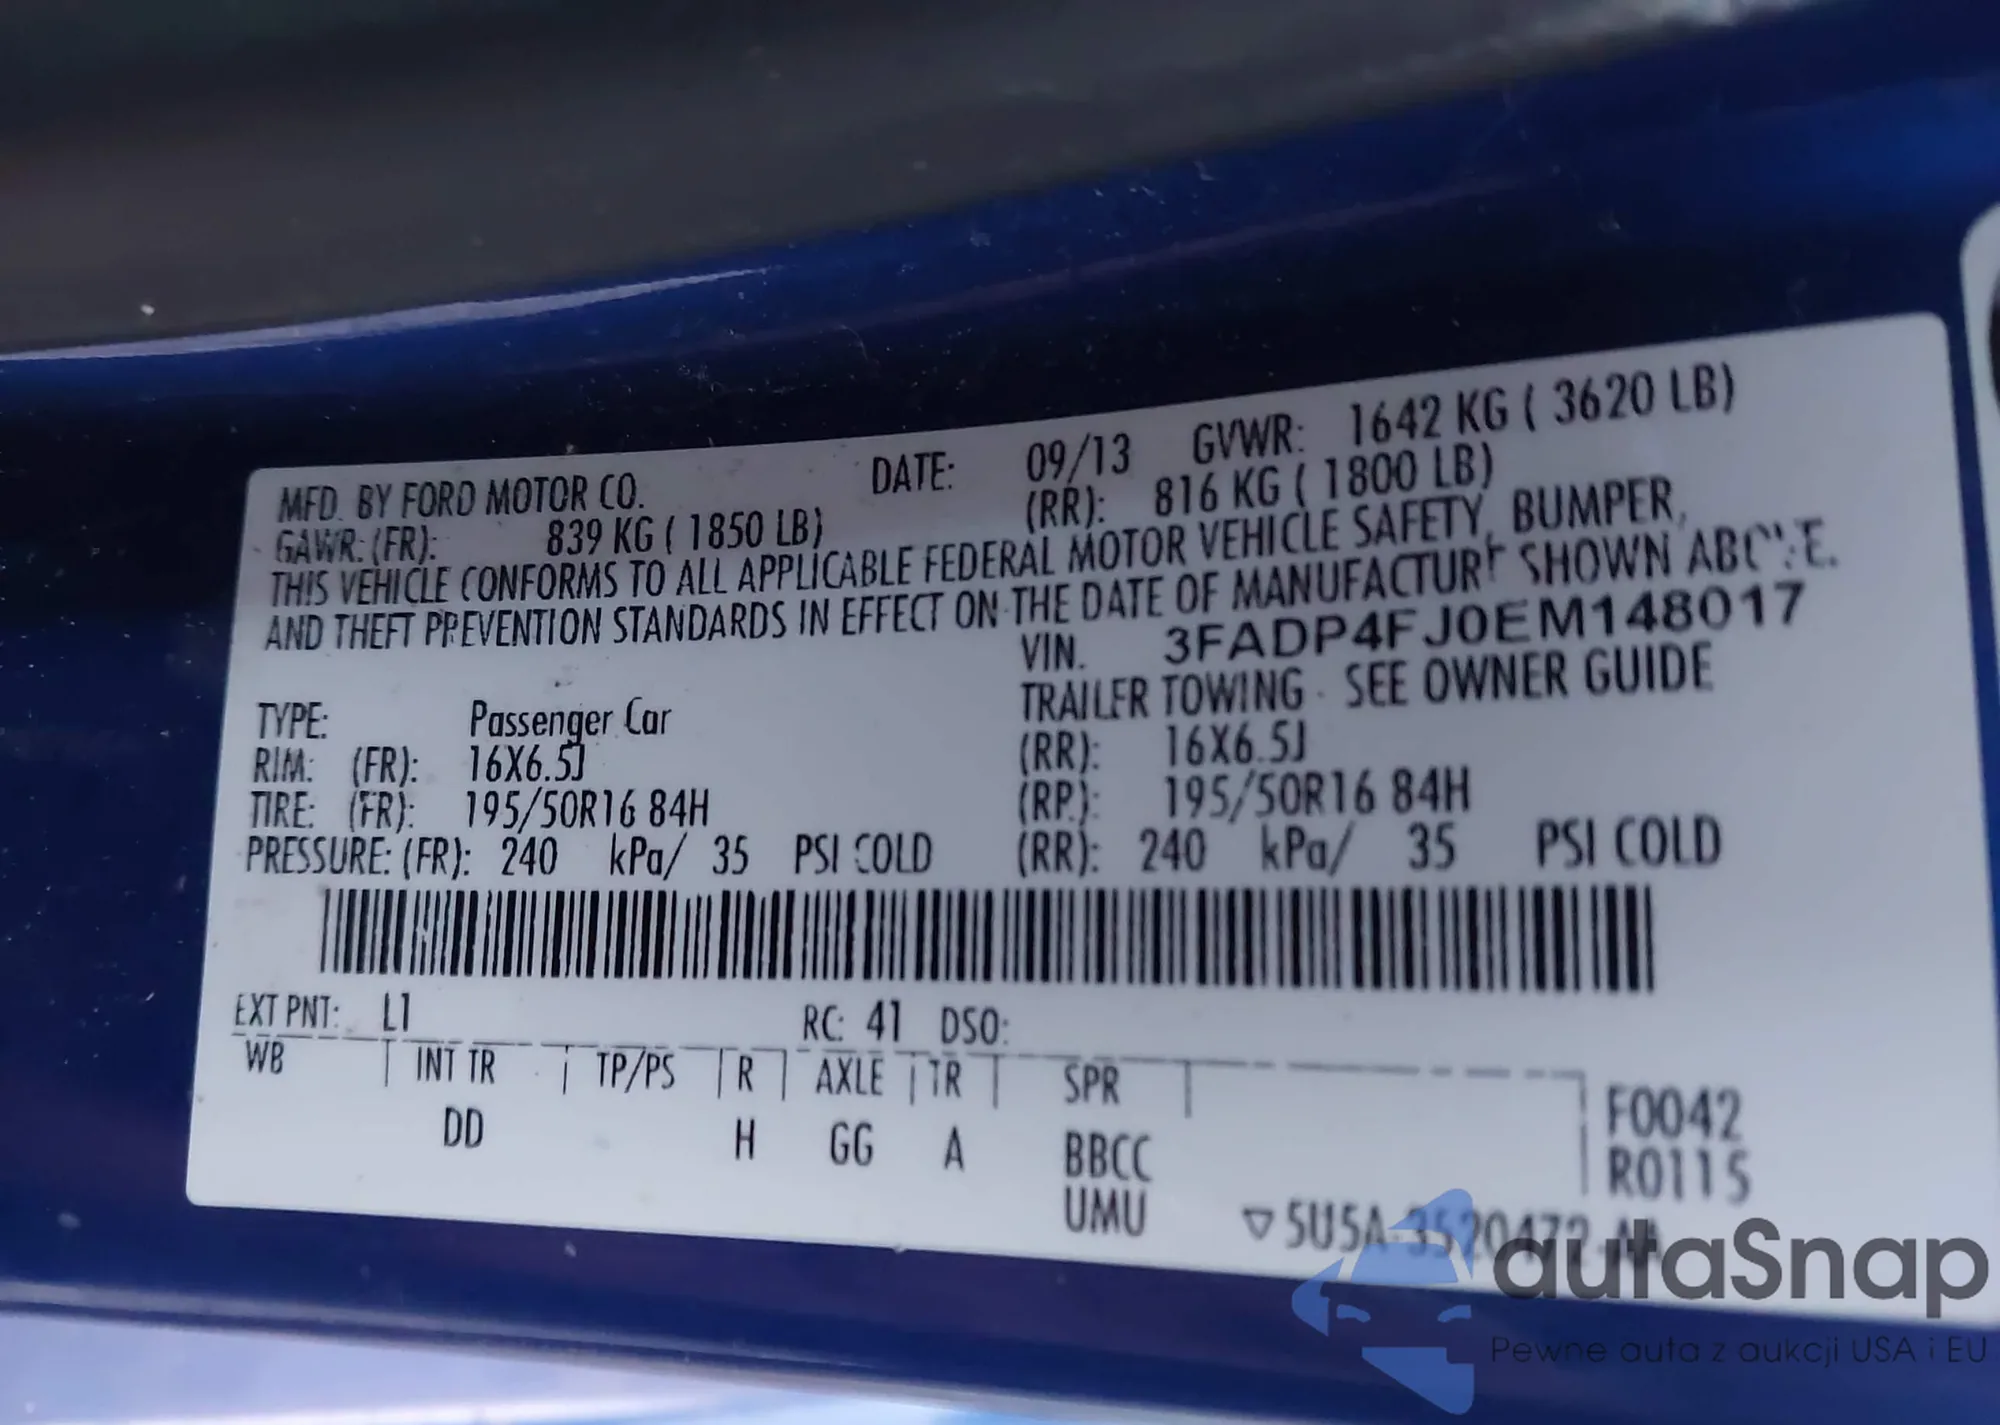 MFD. BY FORD MOTOR CO. DATE: 09/13 GVWR: 1642 KG ( 3620 LB)
GAWR: (FR): 839 KG ( 1850 LB) (RR): 816 KG ( 1800 LB)
THIS VEHICLE CONFORMS TO ALL APPLICABLE FEDERAL MOTOR VEHICLE SAFETY, BUMPER,
AND THEFT PREVENTION STANDARDS IN EFFECT ON THE DATE OF MANUFACTURE SHOWN ABOVE.
VIN. 3FADP4FJ0EM148017
TYPE: Passenger Car TRAILER TOWING - SEE OWNER GUIDE
RIM: (FR): 16X6.5J (RR): 16X6.5J
TIRE: (FR): 195/50R16 84H (RR): 195/50R16 84H
PRESSURE: (FR): 240 kPa/ 35 PSI COLD (RR): 240 kPa/ 35 PSI COLD
EXT PNT: L1 RC: 41 DSO:
WB INT TR TP/PS R AXLE TR SPR
DD H GG A BBCC
UMU
F0042
R0115
▽5U5A-3520472-AA
autaSnap
Pewne auta z aukcji USA i EU